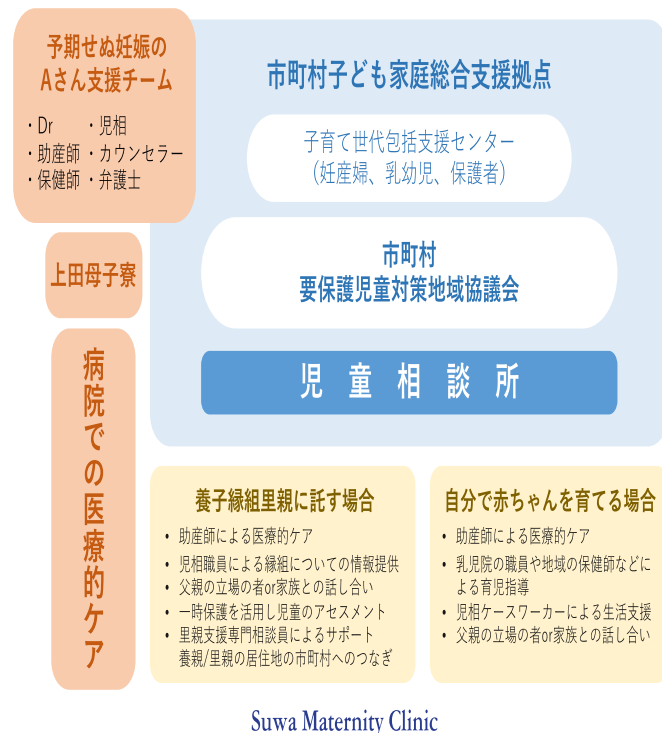 予期せぬ妊娠の
Aさん支援チーム
・Dr ・児相
・助産師 ・カウンセラー
・保健師 ・弁護士
上田母子寮
病院での医療的ケア
市町村子ども家庭総合支援拠点
子育て世代包括支援センター
（妊産婦、乳幼児、保護者）
市町村
要保護児童対策地域協議会
児童相談所
養子縁組里親に託す場合
• 助産師による医療的ケア
• 児相職員による縁組についての情報提供
• 父親の立場の者or家族との話し合い
• 一時保護を活用し児童のアセスメント
• 里親支援専門相談員によるサポート
養親/里親の居住地の市町村へのつなぎ
自分で赤ちゃんを育てる場合
• 助産師による医療的ケア
• 乳児院の職員や地域の保健師などに
よる育児指導
• 児相ケースワーカーによる生活支援
• 父親の立場の者or家族との話し合い
Suwa Maternity Clinic